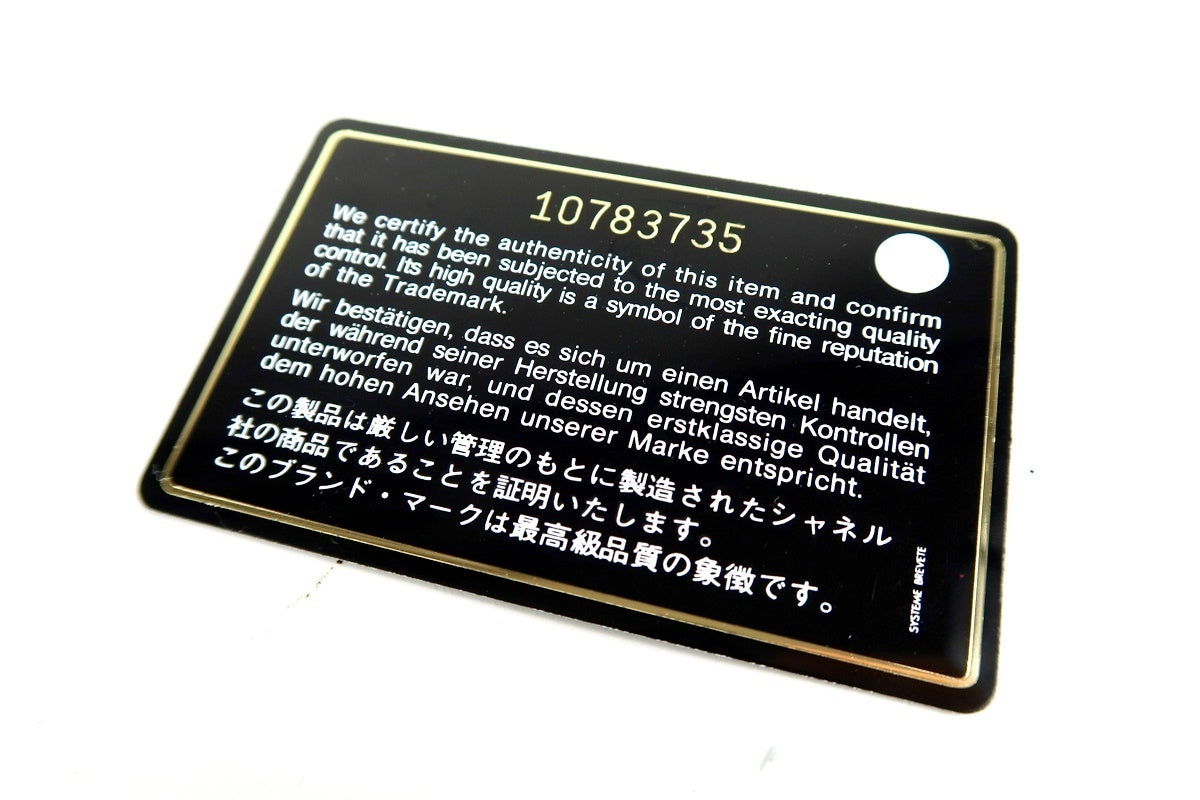 10783735
We certify the authenticity of this item and confirm
that it has been subjected to the most exacting quality
control. Its high quality is a symbol of the fine reputation
of the Trademark.
Wir bestätigen, dass es sich um einen Artikel handelt,
der während seiner Herstellung strengsten Kontrollen
unterworfen war, und dessen erstklassige Qualität
dem hohen Ansehen unserer Marke entspricht.
この製品は厳しい管理のもとに製造されたシャネル
社の商品であることを証明いたします。
このブランド・マークは最高級品質の象徴です。
SYSTEME BREVETE